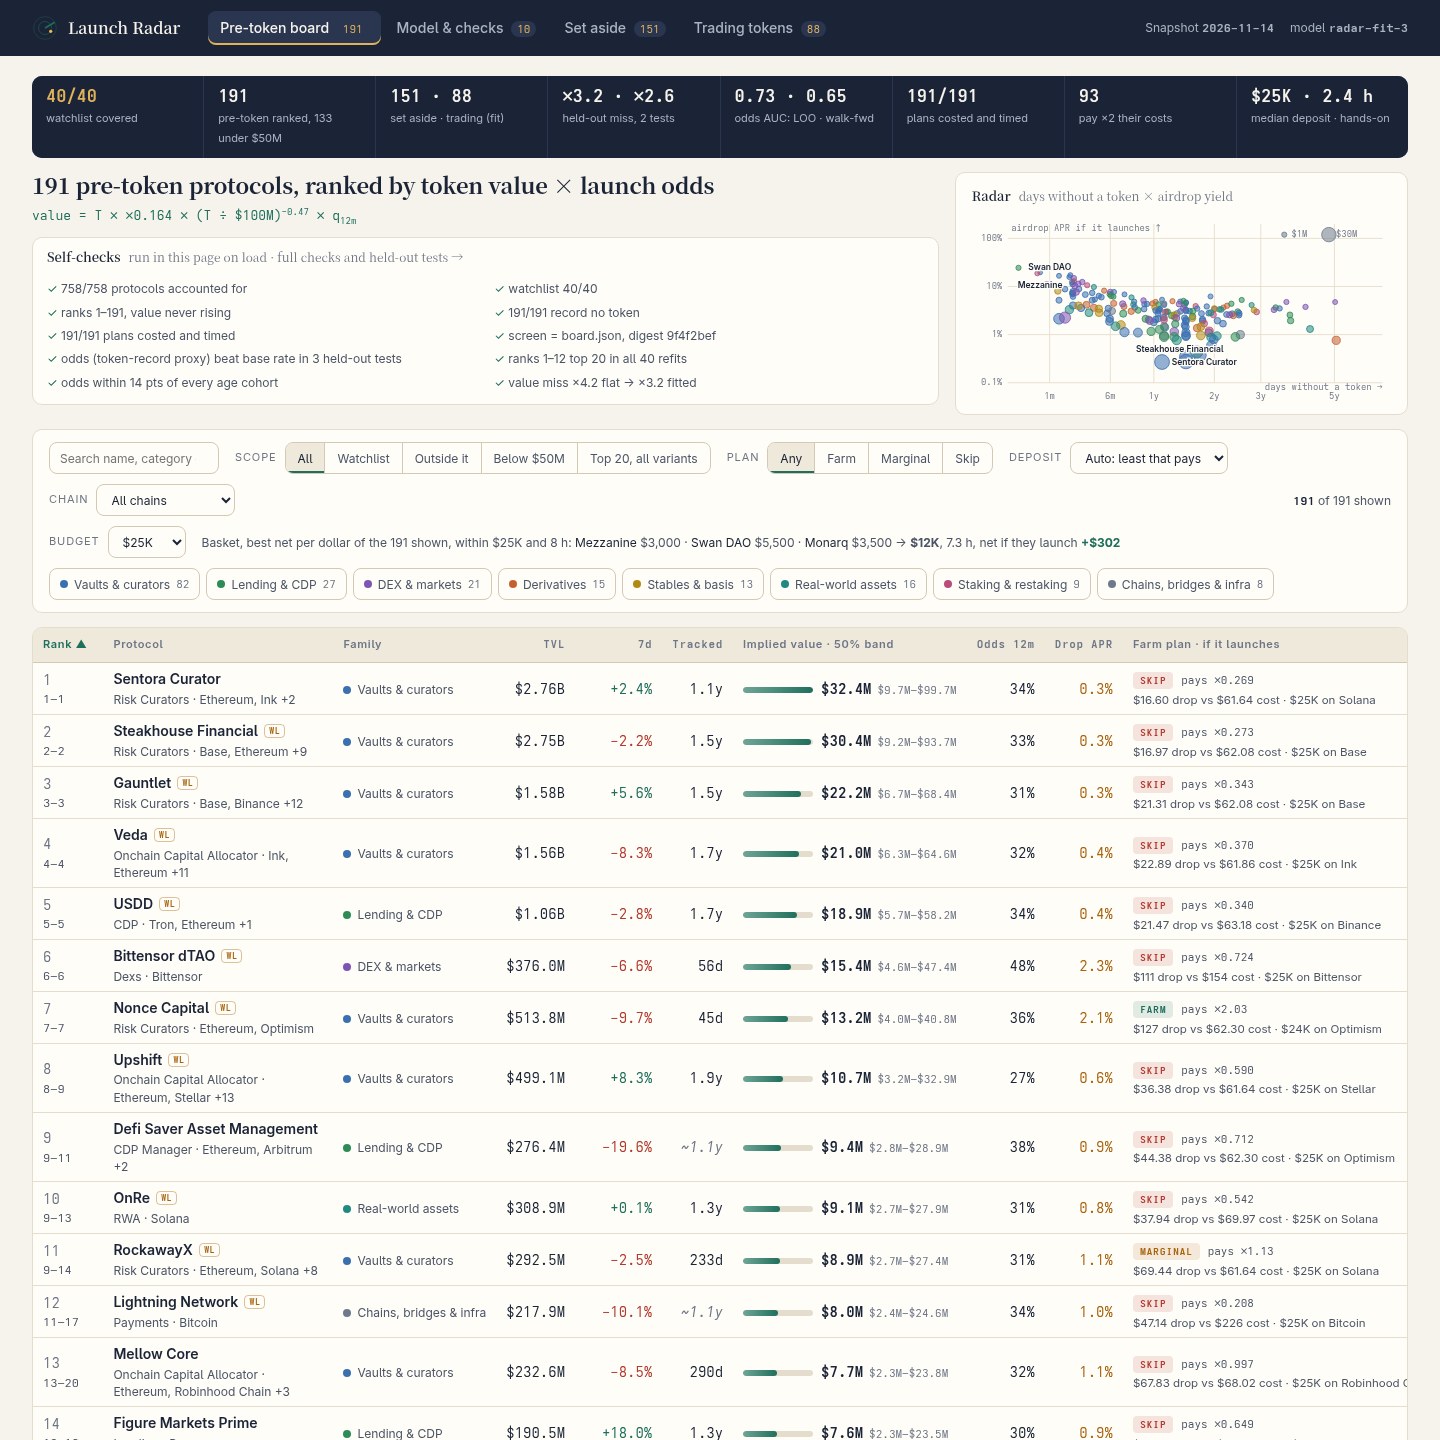 Launch Radar
Pre-token board 191
Model & checks 10
Set aside 151
Trading tokens 88
Snapshot 2026-11-14 model radar-fit-3
40/40
watchlist covered
191
pre-token ranked, 133
under $50M
151 · 88
set aside · trading (fit)
×3.2 · ×2.6
held-out miss, 2 tests
0.73 · 0.65
odds AUC: LOO · walk-fwd
191/191
plans costed and timed
93
pay ×2 their costs
$25K · 2.4 h
median deposit · hands-on
191 pre-token protocols, ranked by token value × launch odds
value = T × ×0.164 × (T ÷ $100M)−0.47 × q12m
Self-checks run in this page on load · full checks and held-out tests →
✓ 758/758 protocols accounted for
✓ watchlist 40/40
✓ ranks 1–191, value never rising
✓ 191/191 record no token
✓ 191/191 plans costed and timed
✓ screen = board.json, digest 9f4f2bef
✓ odds (token-record proxy) beat base rate in 3 held-out tests
✓ ranks 1–12 top 20 in all 40 refits
✓ odds within 14 pts of every age cohort
✓ value miss ×4.2 flat → ×3.2 fitted
Radar days without a token × airdrop yield
airdrop APR if it launches ↑
100%
10%
1%
0.1%
$1M
$30M
Swan DAO
Mezzanine
Steakhouse Financial
Sentora Curator
days without a token →
1m 6m 1y 2y 3y 5y
Search name, category
SCOPE All Watchlist Outside it Below $50M Top 20, all variants
PLAN Any Farm Marginal Skip
DEPOSIT Auto: least that pays
CHAIN All chains
191 of 191 shown
BUDGET $25K Basket, best net per dollar of the 191 shown, within $25K and 8 h: Mezzanine $3,000 · Swan DAO $5,500 · Monarq $3,500 → $12K, 7.3 h, net if they launch +$302
Vaults & curators 82
Lending & CDP 27
DEX & markets 21
Derivatives 15
Stables & basis 13
Real-world assets 16
Staking & restaking 9
Chains, bridges & infra 8
Rank ▲ Protocol Family TVL 7d Tracked Implied value · 50% band Odds 12m Drop APR Farm plan · if it launches
1 Sentora Curator SKIP pays ×0.269
1–1 Risk Curators · Ethereum, Ink +2 Vaults & curators $2.76B +2.4% 1.1y $32.4M $9.7M–$99.7M 34% 0.3% $16.60 drop vs $61.64 cost · $25K on Solana
2 Steakhouse Financial WL SKIP pays ×0.273
2–2 Risk Curators · Base, Ethereum +9 Vaults & curators $2.75B −2.2% 1.5y $30.4M $9.2M–$93.7M 33% 0.3% $16.97 drop vs $62.08 cost · $25K on Base
3 Gauntlet WL SKIP pays ×0.343
3–3 Risk Curators · Base, Binance +12 Vaults & curators $1.58B +5.6% 1.5y $22.2M $6.7M–$68.4M 31% 0.3% $21.31 drop vs $62.08 cost · $25K on Base
4 Veda WL SKIP pays ×0.370
4–4 Onchain Capital Allocator · Ink, Ethereum +11 Vaults & curators $1.56B −8.3% 1.7y $21.0M $6.3M–$64.6M 32% 0.4% $22.89 drop vs $61.86 cost · $25K on Ink
5 USDD WL SKIP pays ×0.340
5–5 CDP · Tron, Ethereum +1 Lending & CDP $1.06B −2.8% 1.7y $18.9M $5.7M–$58.2M 34% 0.4% $21.47 drop vs $63.18 cost · $25K on Binance
6 Bittensor dTAO WL SKIP pays ×0.724
6–6 Dexs · Bittensor DEX & markets $376.0M −6.6% 56d $15.4M $4.6M–$47.4M 48% 2.3% $111 drop vs $154 cost · $25K on Bittensor
7 Nonce Capital WL FARM pays ×2.03
7–7 Risk Curators · Ethereum, Optimism Vaults & curators $513.8M −9.7% 45d $13.2M $4.0M–$40.8M 36% 2.1% $127 drop vs $62.30 cost · $24K on Optimism
8 Upshift WL SKIP pays ×0.590
8–9 Onchain Capital Allocator · Ethereum, Stellar +13 Vaults & curators $499.1M +8.3% 1.9y $10.7M $3.2M–$32.9M 27% 0.6% $36.38 drop vs $61.64 cost · $25K on Stellar
9 Defi Saver Asset Management SKIP pays ×0.712
9–11 CDP Manager · Ethereum, Arbitrum +2 Lending & CDP $276.4M −19.6% ~1.1y $9.4M $2.8M–$28.9M 38% 0.9% $44.38 drop vs $62.30 cost · $25K on Optimism
10 OnRe WL SKIP pays ×0.542
9–13 RWA · Solana Real-world assets $308.9M +0.1% 1.3y $9.1M $2.7M–$27.9M 31% 0.8% $37.94 drop vs $69.97 cost · $25K on Solana
11 RockawayX WL MARGINAL pays ×1.13
9–14 Risk Curators · Ethereum, Solana +8 Vaults & curators $292.5M −2.5% 233d $8.9M $2.7M–$27.4M 31% 1.1% $69.44 drop vs $61.64 cost · $25K on Solana
12 Lightning Network WL SKIP pays ×0.208
11–17 Payments · Bitcoin Chains, bridges & infra $217.9M −10.1% ~1.1y $8.0M $2.4M–$24.6M 34% 1.0% $47.14 drop vs $226 cost · $25K on Bitcoin
13 Mellow Core SKIP pays ×0.997
13–20 Onchain Capital Allocator · Ethereum, Robinhood Chain +3 Vaults & curators $232.6M −8.5% 290d $7.7M $2.3M–$23.8M 32% 1.1% $67.83 drop vs $68.02 cost · $25K on Robinhood
14 Figure Markets Prime SKIP pays ×0.649
Lending & CDP $190.5M +18.0% 1.3y $7.6M $2.3M–$23.5M 30% 0.9%